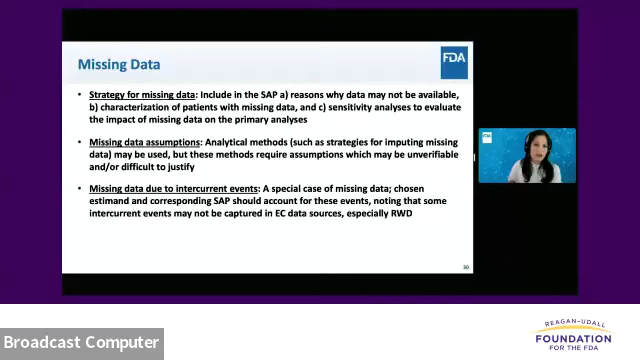 FDA
Missing Data
• Strategy for missing data: Include in the SAP a) reasons why data may not be available,
b) characterization of patients with missing data, and c) sensitivity analyses to evaluate
the impact of missing data on the primary analyses
• Missing data assumptions: Analytical methods (such as strategies for imputing missing
data) may be used, but these methods require assumptions which may be unverifiable
and/or difficult to justify
• Missing data due to intercurrent events: A special case of missing data; chosen
estimand and corresponding SAP should account for these events, noting that some
intercurrent events may not be captured in EC data sources, especially RWD
30
FDA
REAGAN-UDALL
FOUNDATION
FOR THE FDA
Broadcast Computer